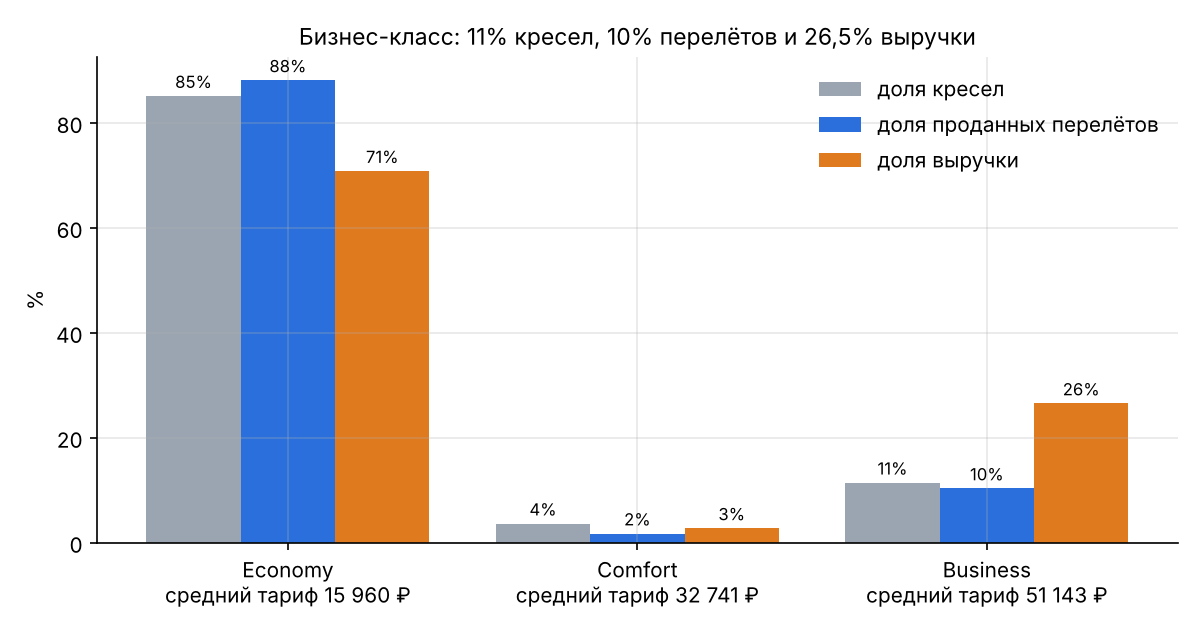 Бизнес-класс: 11% кресел, 10% перелётов и 26,5% выручки
доля кресел
доля проданных перелётов
доля выручки
%
80
60
40
20
0
85%
88%
71%
4%
2%
3%
11%
10%
26%
Economy
средний тариф 15 960 ₽
Comfort
средний тариф 32 741 ₽
Business
средний тариф 51 143 ₽